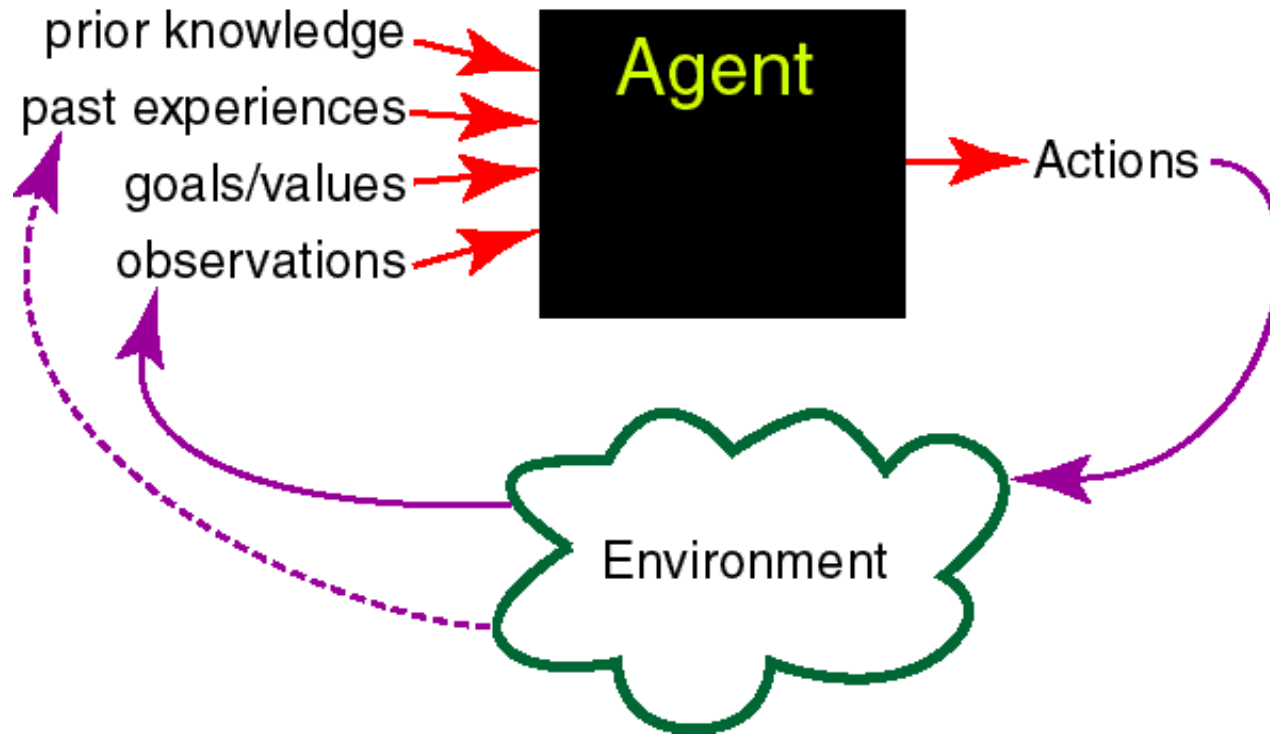 prior knowledge
past experiences
goals/values
observations
Agent
Actions
Environment